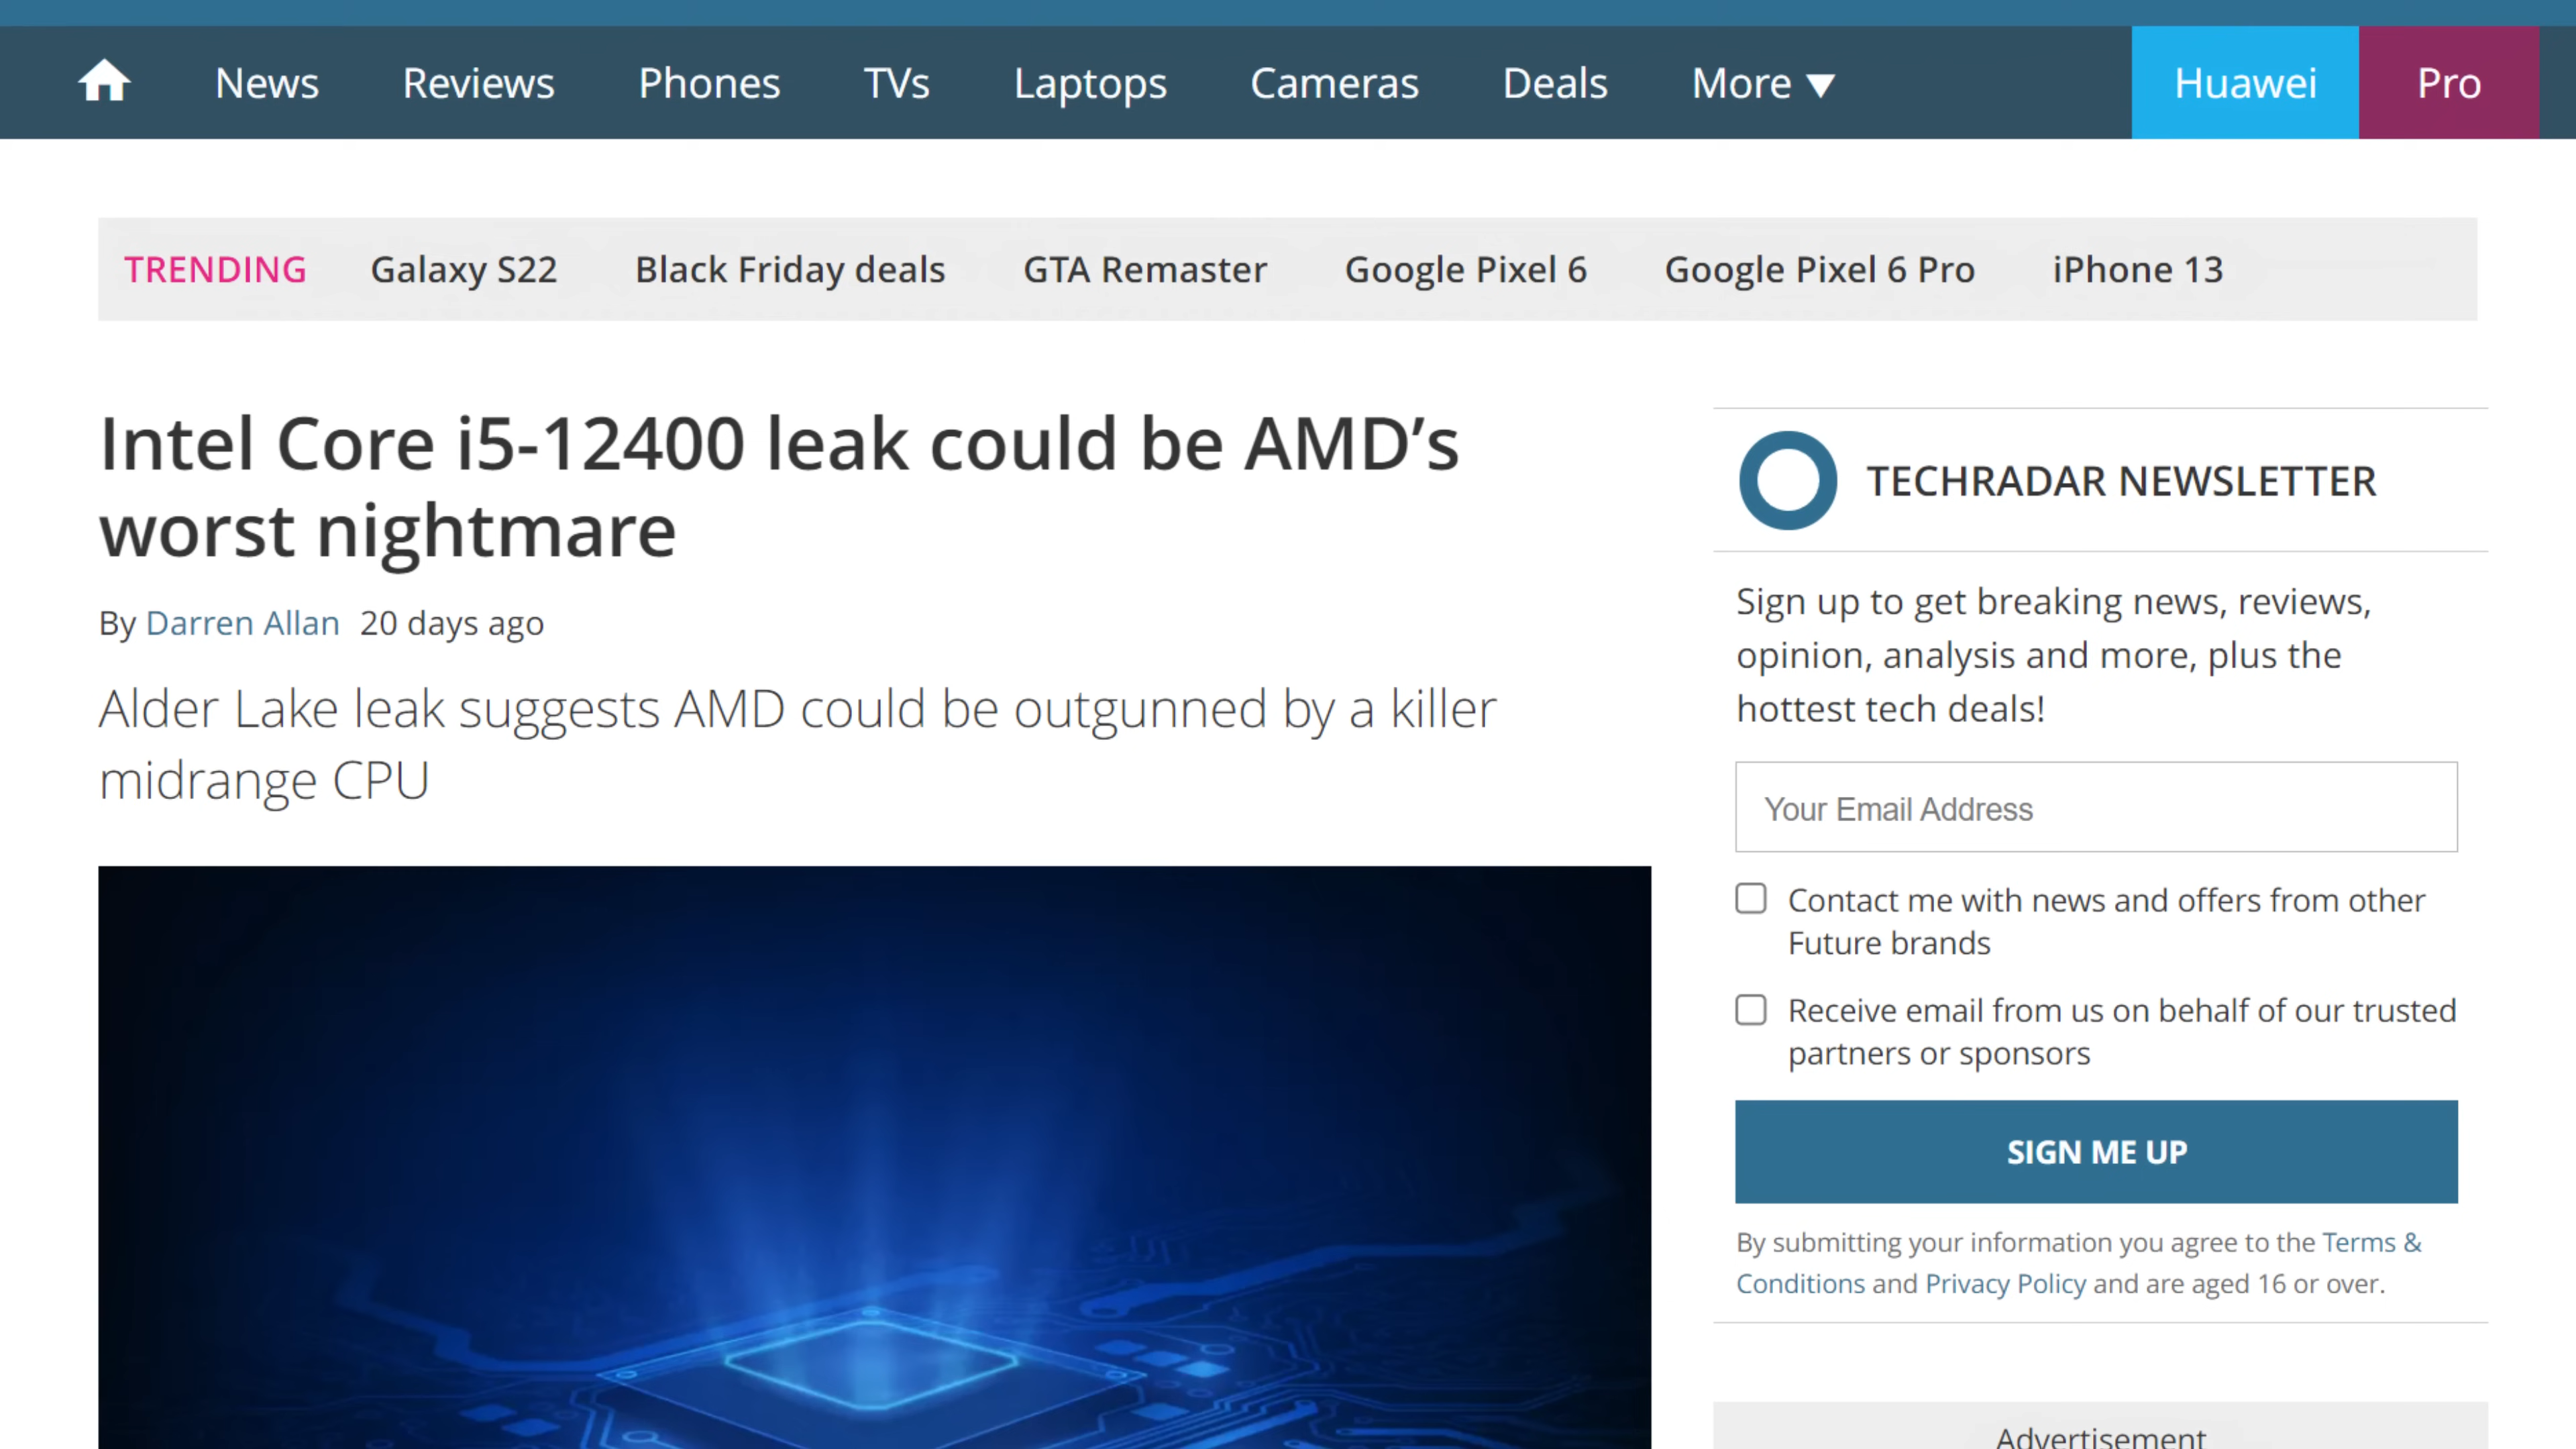 News Reviews Phones TVs Laptops Cameras Deals More ▼ Huawei Pro
TRENDING Galaxy S22 Black Friday deals GTA Remaster Google Pixel 6 Google Pixel 6 Pro iPhone 13
Intel Core i5-12400 leak could be AMD’s
worst nightmare
By Darren Allan 20 days ago
Alder Lake leak suggests AMD could be outgunned by a killer
midrange CPU
TECHRADAR NEWSLETTER
Sign up to get breaking news, reviews,
opinion, analysis and more, plus the
hottest tech deals!
Your Email Address
Contact me with news and offers from other
Future brands
Receive email from us on behalf of our trusted
partners or sponsors
SIGN ME UP
By submitting your information you agree to the Terms &
Conditions and Privacy Policy and are aged 16 or over.
Advertisement